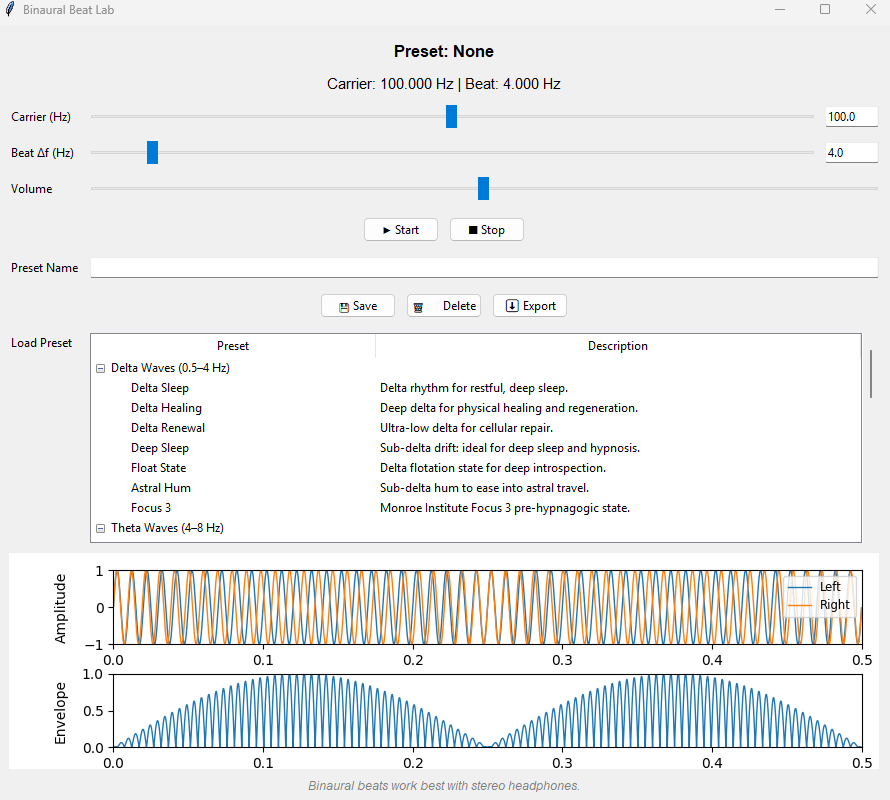 Binaural Beat Lab
Preset: None
Carrier: 100.000 Hz | Beat: 4.000 Hz
Carrier (Hz) 100.0
Beat Δf (Hz) 4.0
Volume
► Start ■ Stop
Preset Name
Save Delete Export
Load Preset Preset Description
Delta Waves (0.5–4 Hz)
Delta Sleep Delta rhythm for restful, deep sleep.
Delta Healing Deep delta for physical healing and regeneration.
Delta Renewal Ultra-low delta for cellular repair.
Deep Sleep Sub-delta drift: ideal for deep sleep and hypnosis.
Float State Delta flotation state for deep introspection.
Astral Hum Sub-delta hum to ease into astral travel.
Focus 3 Monroe Institute Focus 3 pre-hypnagogic state.
Theta Waves (4–8 Hz)
Amplitude
1
0
−1
Left
Right
0.0 0.1 0.2 0.3 0.4 0.5
Envelope
1.0
0.5
0.0
0.0 0.1 0.2 0.3 0.4 0.5
Binaural beats work best with stereo headphones.